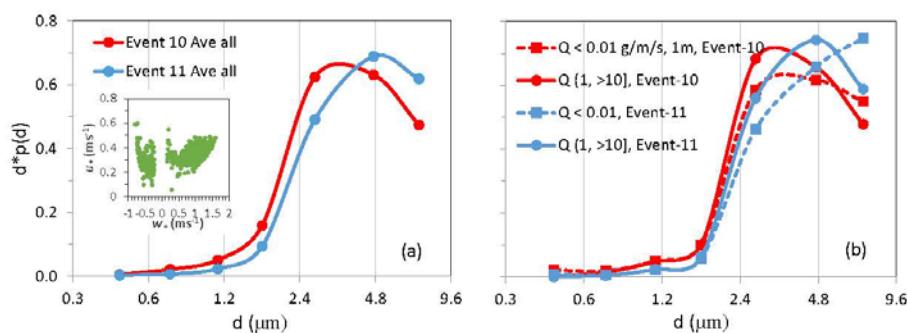 0.8
0.6
0.4
0.2
0.0
d*p(d)
Event 10 Ave all
Event 11 Ave all
0.8
0.6
0.4
0.2
0
u* (ms-1)
-1 -0.5 0 0.5 1 1.5 2
w* (ms-1)
(a)
0.3 0.6 1.2 2.4 4.8 9.6
d (μm)
Q < 0.01 g/m/s, 1m, Event-10
Q {1, >10], Event-10
Q < 0.01, Event-11
Q {1, >10], Event-11
(b)
0.3 0.6 1.2 2.4 4.8 9.6
d (μm)